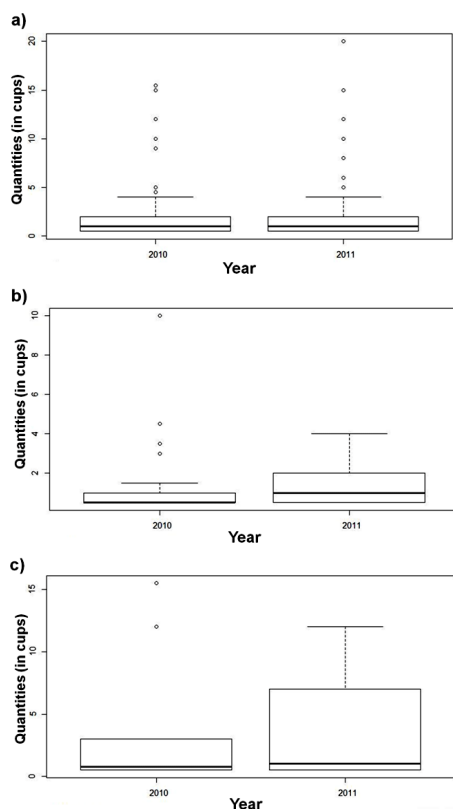 a)
Quantities (in cups)
20
15
10
5
0
2010 2011
Year
b)
Quantities (in cups)
10
8
6
4
2
2010 2011
Year
c)
Quantities (in cups)
15
10
5
0
2010 2011
Year